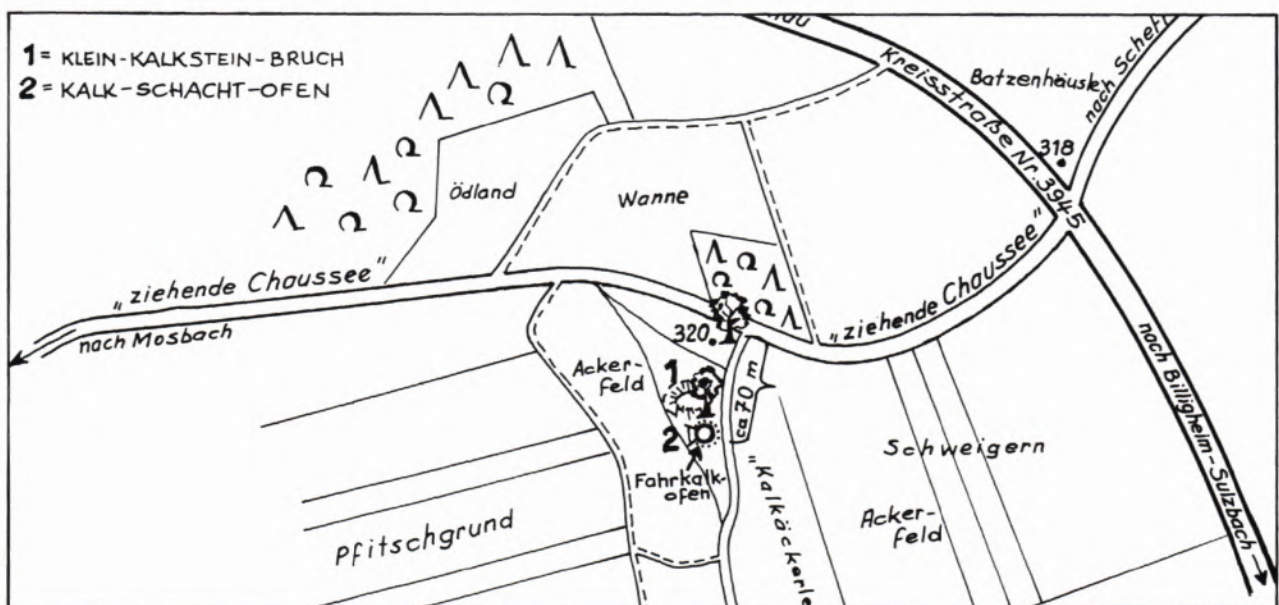 1= KLEIN-KALKSTEIN-BRUCH
2= KALK-SCHACHT-OFEN
Kreisstraße Nr. 3945
Batzenhäusle
nach Schefl
318
Ödland
Wanne
„ziehende Chaussee"
nach Mosbach
320
„ziehende Chaussee"
Acker-
feld
1
2
Fahrkalk-
ofen
ca 70 m
„Kalkäckerle
Schweigern
Acker-
feld
Pfitschgrund
nach Billigheim-Sulzbach